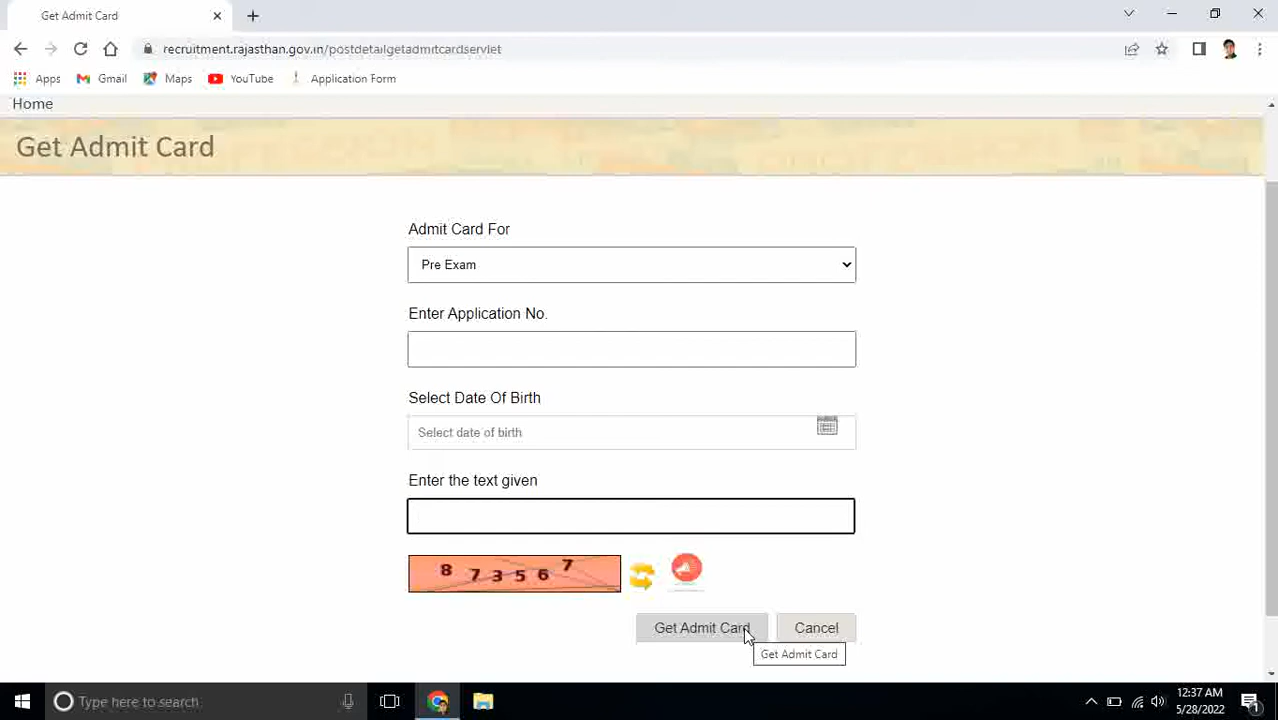 Get Admit Card
recruitment.rajasthan.gov.in/postdetailgetadmitcardservlet
Apps Gmail Maps YouTube Application Form
Home
Get Admit Card
Admit Card For
Pre Exam
Enter Application No.
Select Date Of Birth
Select date of birth
Enter the text given
8 7 3 5 6 7
Get Admit Card Cancel
Get Admit Card
Type here to search
12:37 AM
5/28/2022
1